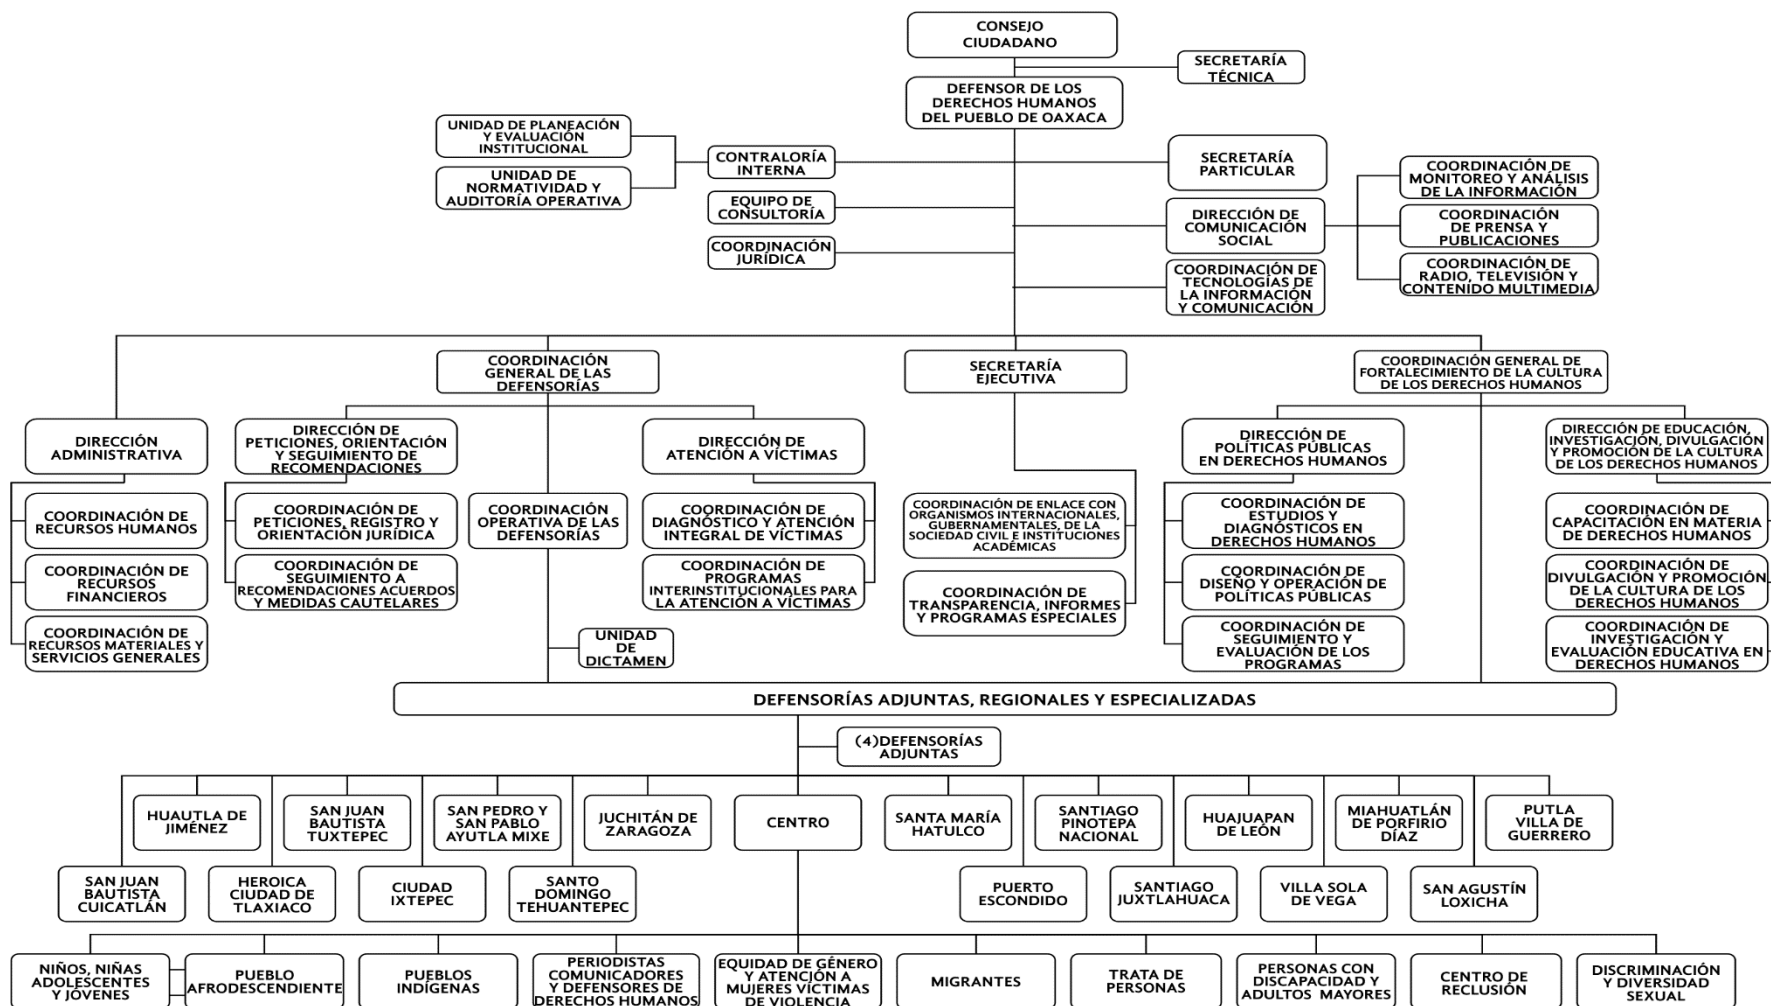 CONSEJO
CIUDADANO
SECRETARÍA
TÉCNICA
DEFENSOR DE LOS
DERECHOS HUMANOS
DEL PUEBLO DE OAXACA
UNIDAD DE PLANEACIÓN
Y EVALUACIÓN
INSTITUCIONAL
UNIDAD DE
NORMATIVIDAD Y
AUDITORÍA OPERATIVA
CONTRALORÍA
INTERNA
EQUIPO DE
CONSULTORÍA
COORDINACIÓN
JURÍDICA
SECRETARÍA
PARTICULAR
DIRECCIÓN DE
COMUNICACIÓN
SOCIAL
COORDINACIÓN DE
TECNOLOGÍAS DE
LA INFORMACIÓN
Y COMUNICACIÓN
COORDINACIÓN DE
MONITOREO Y ANÁLISIS
DE LA INFORMACIÓN
COORDINACIÓN
DE PRENSA Y
PUBLICACIONES
COORDINACIÓN DE
RADIO, TELEVISIÓN Y
CONTENIDO MULTIMEDIA
COORDINACIÓN
GENERAL DE LAS
DEFENSORÍAS
SECRETARÍA
EJECUTIVA
COORDINACIÓN GENERAL DE
FORTALECIMIENTO DE LA CULTURA
DE LOS DERECHOS HUMANOS
DIRECCIÓN
ADMINISTRATIVA
DIRECCIÓN DE
PETICIONES, ORIENTACIÓN
Y SEGUIMIENTO DE
RECOMENDACIONES
DIRECCIÓN DE
ATENCIÓN A VÍCTIMAS
DIRECCIÓN DE
POLÍTICAS PÚBLICAS
EN DERECHOS HUMANOS
DIRECCIÓN DE EDUCACIÓN,
INVESTIGACIÓN, DIVULGACIÓN
Y PROMOCIÓN DE LA CULTURA
DE LOS DERECHOS HUMANOS
COORDINACIÓN DE
RECURSOS HUMANOS
COORDINACIÓN DE
RECURSOS
FINANCIEROS
COORDINACIÓN DE
RECURSOS MATERIALES Y
SERVICIOS GENERALES
COORDINACIÓN DE
PETICIONES, REGISTRO Y
ORIENTACIÓN JURÍDICA
COORDINACIÓN DE
SEGUIMIENTO A
RECOMENDACIONES ACUERDOS
Y MEDIDAS CAUTELARES
COORDINACIÓN
OPERATIVA DE LAS
DEFENSORÍAS
COORDINACIÓN DE
DIAGNÓSTICO Y ATENCIÓN
INTEGRAL DE VÍCTIMAS
COORDINACIÓN DE
PROGRAMAS
INTERINSTITUCIONALES PARA
LA ATENCIÓN A VÍCTIMAS
UNIDAD
DE
DICTAMEN
COORDINACIÓN DE ENLACE CON
ORGANISMOS INTERNACIONALES,
GUBERNAMENTALES, DE LA
SOCIEDAD CIVIL E INSTITUCIONES
ACADÉMICAS
COORDINACIÓN DE
TRANSPARENCIA, INFORMES
Y PROGRAMAS ESPECIALES
COORDINACIÓN DE
ESTUDIOS Y
DIAGNÓSTICOS EN
DERECHOS HUMANOS
COORDINACIÓN DE
DISEÑO Y OPERACIÓN DE
POLÍTICAS PÚBLICAS
COORDINACIÓN DE
SEGUIMIENTO Y
EVALUACIÓN DE LOS
PROGRAMAS
COORDINACIÓN DE
CAPACITACIÓN EN MATERIA
DE DERECHOS HUMANOS
COORDINACIÓN DE
DIVULGACIÓN Y PROMOCIÓN
DE LA CULTURA DE LOS
DERECHOS HUMANOS
COORDINACIÓN DE
INVESTIGACIÓN Y
EVALUACIÓN EDUCATIVA EN
DERECHOS HUMANOS
DEFENSORÍAS ADJUNTAS, REGIONALES Y ESPECIALIZADAS
(4)DEFENSORÍAS
ADJUNTAS
HUAUTLA DE
JIMÉNEZ
SAN JUAN
BAUTISTA
TUXTEPEC
SAN PEDRO Y
SAN PABLO
AYUTLA MIXE
JUCHITÁN DE
ZARAGOZA
CENTRO
SANTA MARÍA
HATULCO
SANTIAGO
PINOTEPA
NACIONAL
HUAJUAPAN
DE LEÓN
MIAHUATLÁN
DE PORFIRIO
DÍAZ
PUTLA
VILLA DE
GUERRERO
SAN JUAN
BAUTISTA
CUICATLÁN
HEROICA
CIUDAD DE
TLAXIACO
CIUDAD
IXTEPEC
SANTO
DOMINGO
TEHUANTEPEC
PUERTO
ESCONDIDO
SANTIAGO
JUXTLAHUACA
VILLA SOLA
DE VEGA
SAN AGUSTÍN
LOXICHA
NIÑOS, NIÑAS
ADOLESCENTES
Y JÓVENES
PUEBLO
AFRODESCENDIENTE
PUEBLOS
INDÍGENAS
PERIODISTAS
COMUNICADORES
Y DEFENSORES DE
DERECHOS HUMANOS
EQUIDAD DE GÉNERO
Y ATENCIÓN A
MUJERES VÍCTIMAS
DE VIOLENCIA
MIGRANTES
TRATA DE
PERSONAS
PERSONAS CON
DISCAPACIDAD Y
ADULTOS MAYORES
CENTRO DE
RECLUSIÓN
DISCRIMINACIÓN
Y DIVERSIDAD
SEXUAL